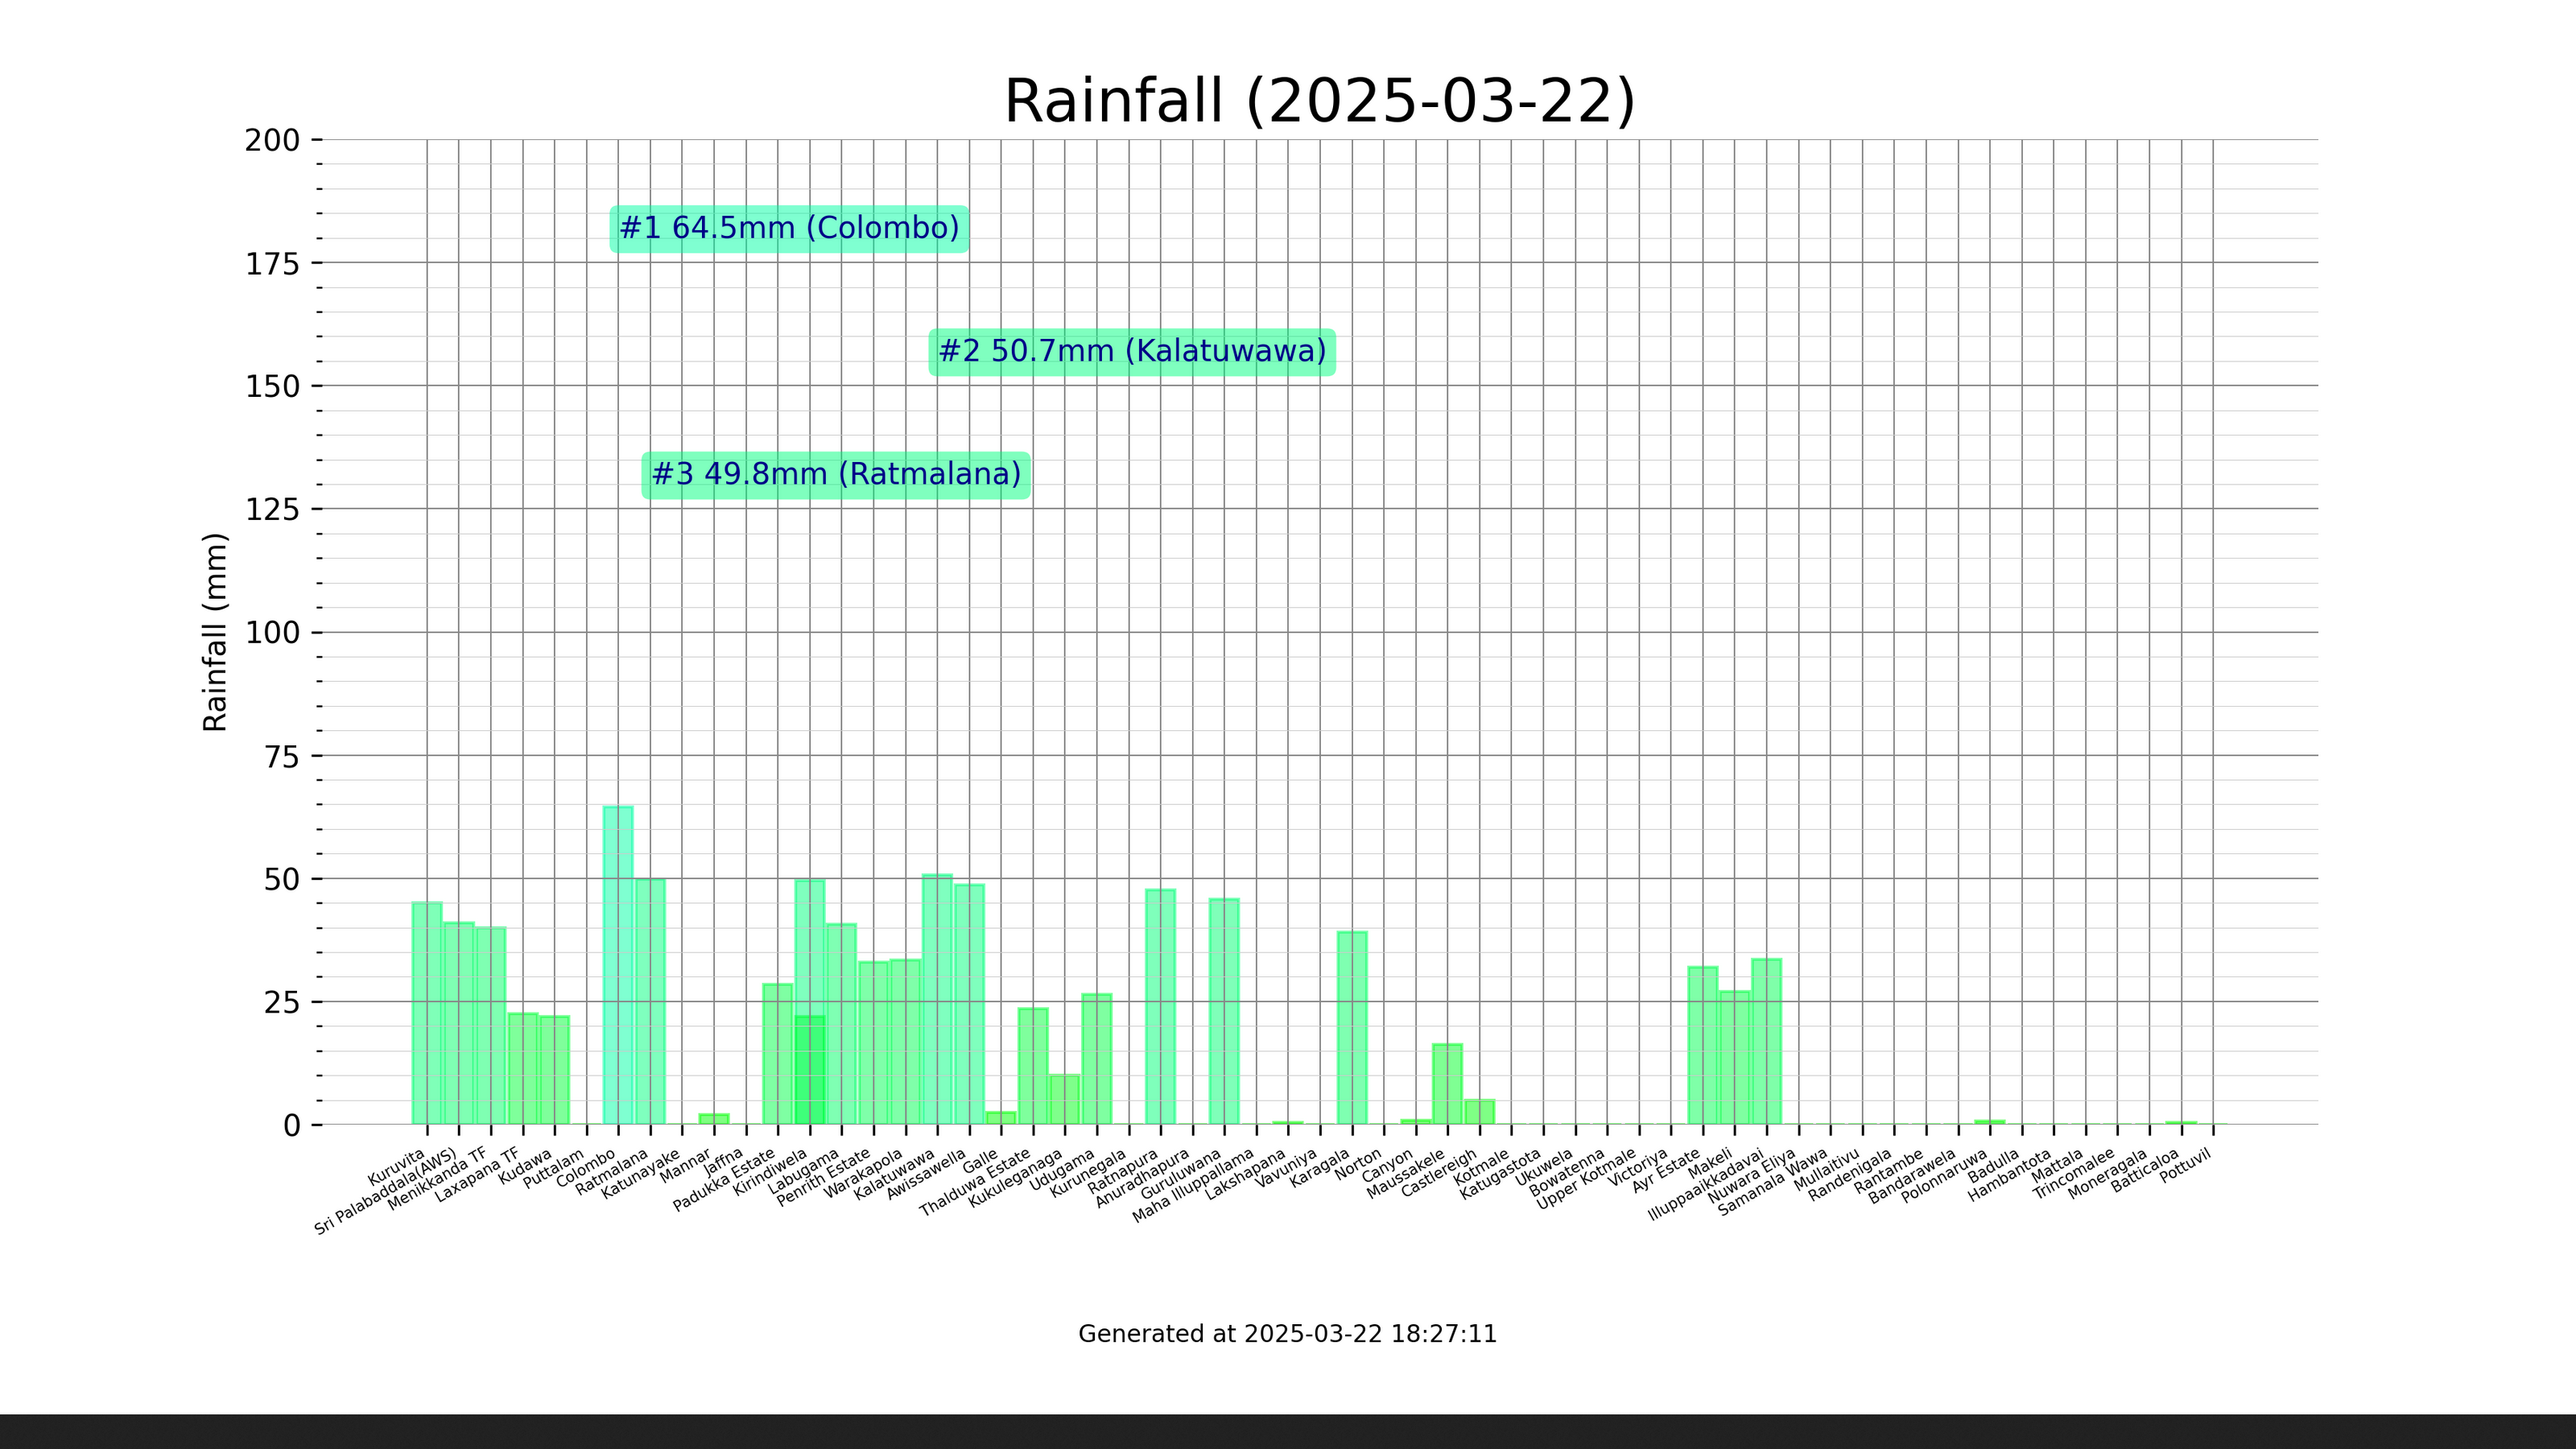 Rainfall (2025-03-22)
200
175
150
125
100
75
50
25
0
Rainfall (mm)
#1 64.5mm (Colombo)
#2 50.7mm (Kalatuwawa)
#3 49.8mm (Ratmalana)
Kuruvita
Sri Palabaddala(AWS)
Menikkanda TF
Laxapana TF
Kudawa
Puttalam
Colombo
Ratmalana
Katunayake
Mannar
Jaffna
Padukka Estate
Kirindiwela
Labugama
Penrith Estate
Warakapola
Kalatuwawa
Awissawella
Galle
Thalduwa Estate
Kukuleganaga
Udugama
Kurunegala
Ratnapura
Anuradhapura
Guruluwana
Maha Illuppallama
Lakshapana
Vavuniya
Karagala
Norton
Canyon
Maussakele
Castlereigh
Kotmale
Katugastota
Ukuwela
Bowatenna
Upper Kotmale
Victoriya
Ayr Estate
Makeli
Illuppaaikkadavai
Nuwara Eliya
Samanala Wawa
Mullaitivu
Randenigala
Rantambe
Bandarawela
Polonnaruwa
Badulla
Hambantota
Mattala
Trincomalee
Moneragala
Batticaloa
Pottuvil
Generated at 2025-03-22 18:27:11